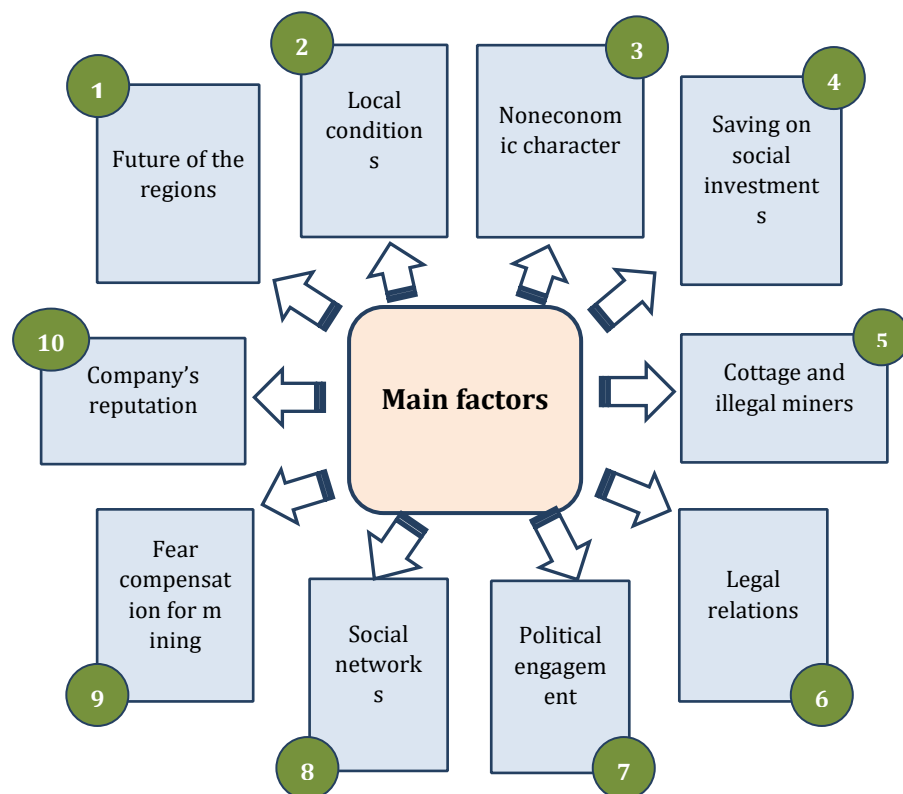 1
Future of the
regions
2
Local
condition
s
3
Noneconom
ic character
4
Saving on
social
investment
s
5
Cottage and
illegal miners
Legal
relations
6
Political
engagem
ent
7
Social
network
s
8
Fear
compensat
ion for m
ining
9
10
Company’s
reputation
Main factors